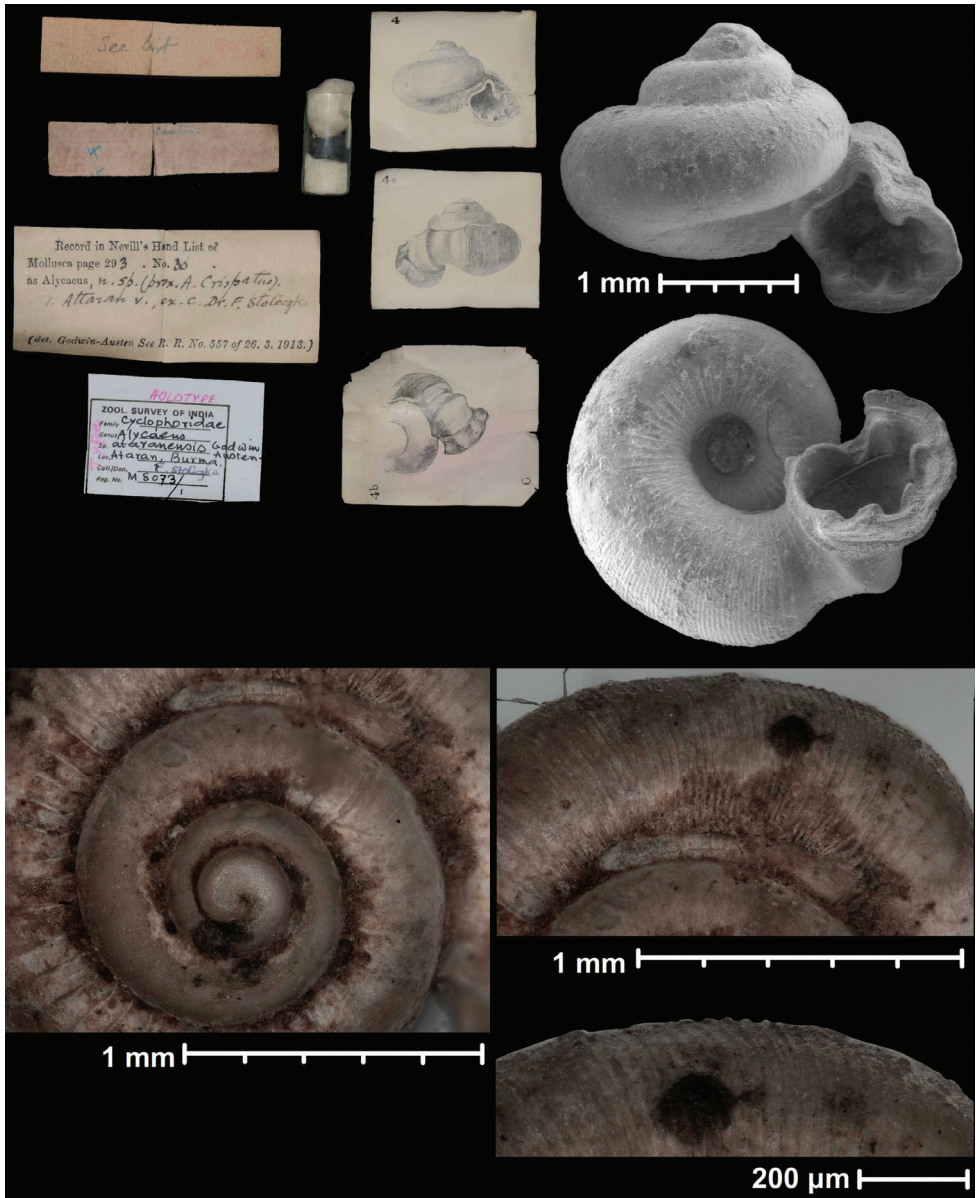 See list
Record in Nevill's Hand List of
Mollusca page 293 . No. 30 .
as Alycaeus, n. sp. (prox. A. Crispatus).
1. Attaran v., ex. c. Dr. F. Stoliczka
(det. Godwin-Austen See R. R. No. 557 of 26. 3. 1913.)
HOLOTYPE
ZOOL. SURVEY OF INDIA
Family Cyclophoridae
Genus Alycaeus
Sp. ataranensis Godwin
Austen-
Loc. Ataran, Burma.
Coll/Don. F. Stoliczka
Reg. No. M 8073/1
4
4a
4b
6
1 mm
1 mm
1 mm
200 µm